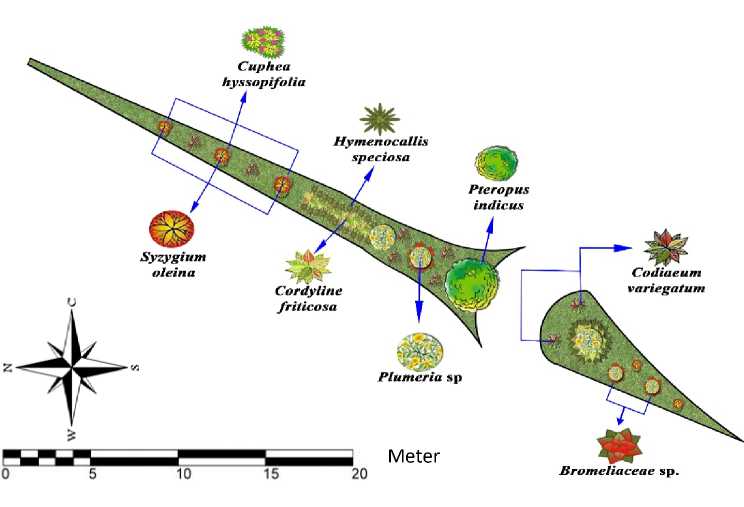 Cuphea
hyssopifolia
Hymenocallis
speciosa
Pteropus
indicus
Syzygium
oleina
Cordyline
friticosa
Codiaeum
variegatum
Plumeria sp
Bromeliaceae sp.
C
N
S
W
0 5 10 15 20
Meter